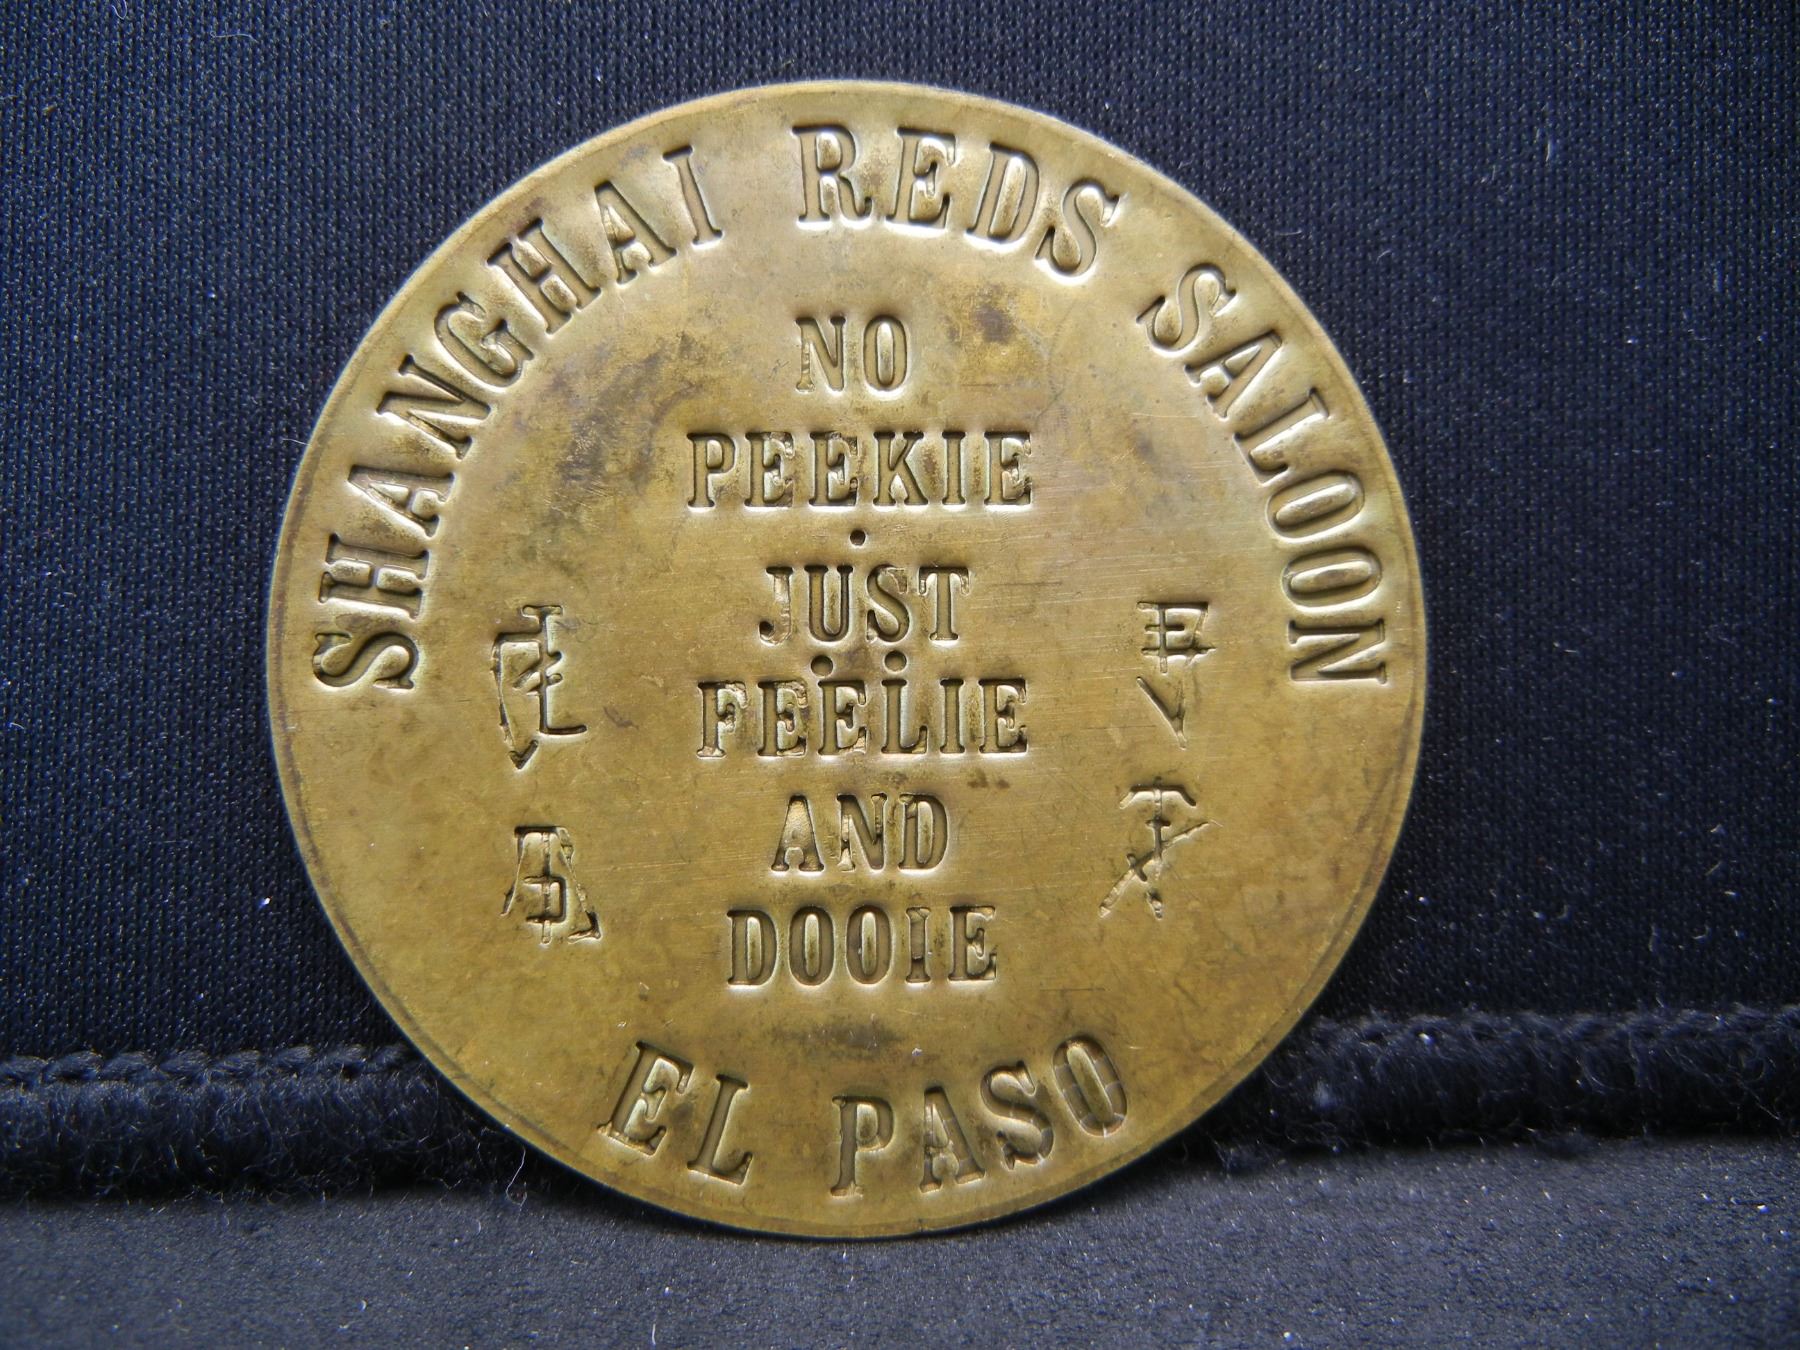 SHANGHAI REDS SALOON
NO
PEEKIE
JUST
FEELIE
AND
DOOIE
EL PASO